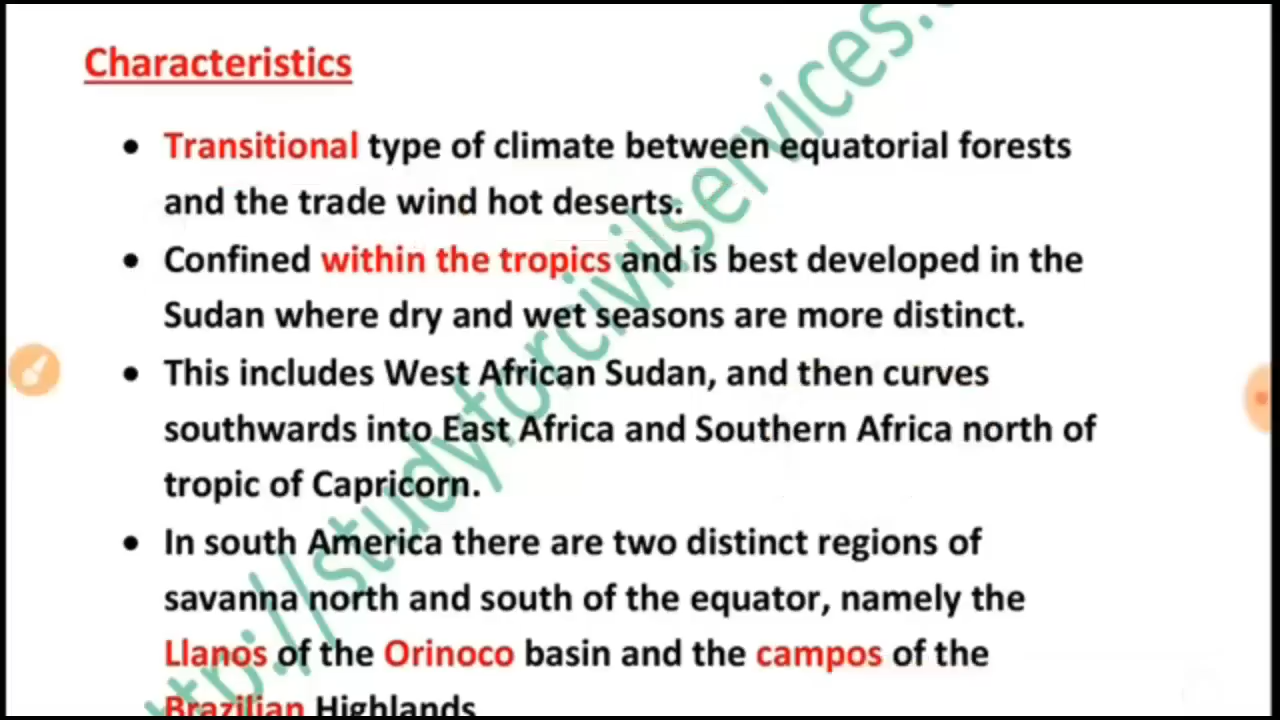 Characteristics
• Transitional type of climate between equatorial forests
and the trade wind hot deserts.
• Confined within the tropics and is best developed in the
Sudan where dry and wet seasons are more distinct.
• This includes West African Sudan, and then curves
southwards into East Africa and Southern Africa north of
tropic of Capricorn.
• In south America there are two distinct regions of
savanna north and south of the equator, namely the
Llanos of the Orinoco basin and the campos of the
Brazilian Highlands
http://studyforcivilservices.